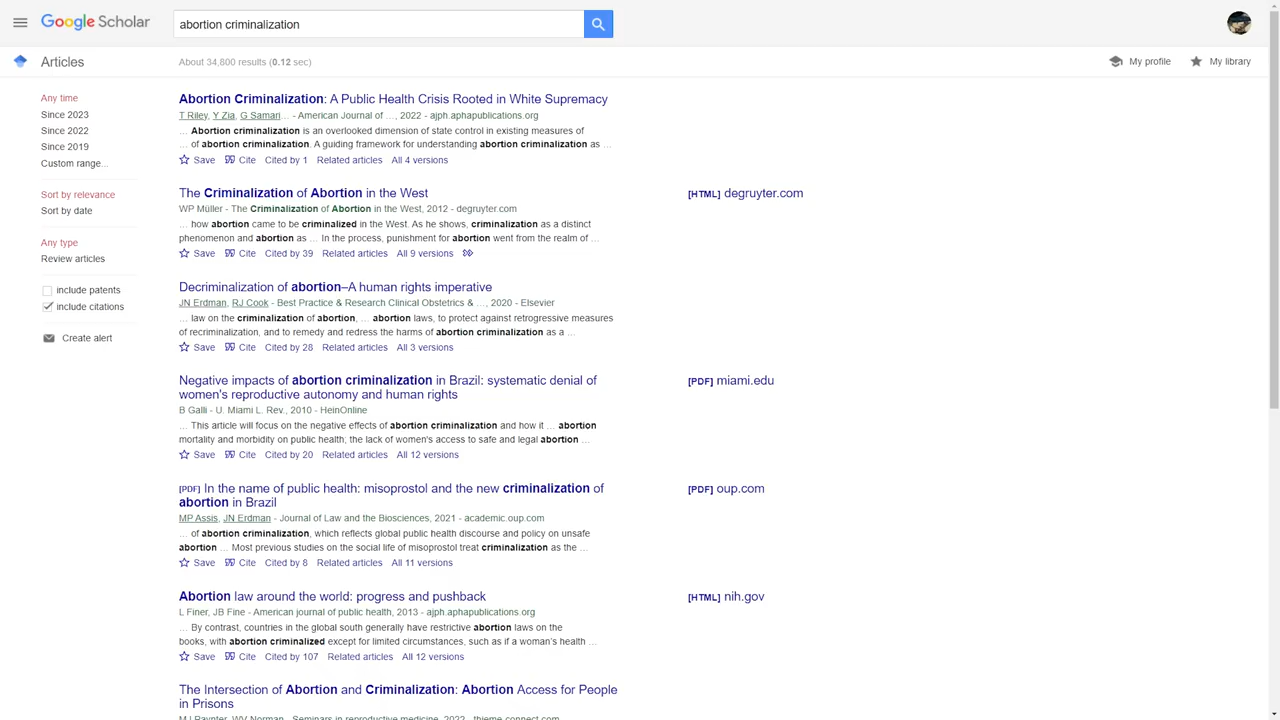 Google Scholar
abortion criminalization
Articles
About 34,800 results (0.12 sec)
My profile
My library
Any time
Since 2023
Since 2022
Since 2019
Custom range...
Sort by relevance
Sort by date
Any type
Review articles
include patents
include citations
Create alert
Abortion Criminalization: A Public Health Crisis Rooted in White Supremacy
T Riley, Y Zia, G Samari... - American Journal of ..., 2022 - ajph.aphapublications.org
... Abortion criminalization is an overlooked dimension of state control in existing measures of
... of abortion criminalization. A guiding framework for understanding abortion criminalization as ...
Save Cite Cited by 1 Related articles All 4 versions
The Criminalization of Abortion in the West
[HTML] degruyter.com
WP Müller - The Criminalization of Abortion in the West, 2012 - degruyter.com
... how abortion came to be criminalized in the West. As he shows, criminalization as a distinct
phenomenon and abortion as ... In the process, punishment for abortion went from the realm of ...
Save Cite Cited by 39 Related articles All 9 versions
Decriminalization of abortion–A human rights imperative
JN Erdman, RJ Cook - Best Practice & Research Clinical Obstetrics & ..., 2020 - Elsevier
... law on the criminalization of abortion, ... abortion laws, to protect against retrogressive measures
of recriminalization, and to remedy and redress the harms of abortion criminalization as a ...
Save Cite Cited by 28 Related articles All 3 versions
Negative impacts of abortion criminalization in Brazil: systematic denial of
women's reproductive autonomy and human rights
[PDF] miami.edu
B Galli - U. Miami L. Rev., 2010 - HeinOnline
... This article will focus on the negative effects of abortion criminalization and how it ... abortion
mortality and morbidity on public health; the lack of women's access to safe and legal abortion ...
Save Cite Cited by 20 Related articles All 12 versions
[PDF] In the name of public health: misoprostol and the new criminalization of
abortion in Brazil
[PDF] oup.com
MP Assis, JN Erdman - Journal of Law and the Biosciences, 2021 - academic.oup.com
... of abortion criminalization, which reflects global public health discourse and policy on unsafe
abortion ... Most previous studies on the social life of misoprostol treat criminalization as the ...
Save Cite Cited by 8 Related articles All 11 versions
Abortion law around the world: progress and pushback
[HTML] nih.gov
L Finer, JB Fine - American journal of public health, 2013 - ajph.aphapublications.org
... By contrast, countries in the global south generally have restrictive abortion laws on the
books, with abortion criminalized except for limited circumstances, such as if a woman's health ...
Save Cite Cited by 107 Related articles All 12 versions
The Intersection of Abortion and Criminalization: Abortion Access for People
in Prisons
MJ Paynter, WV Norman - Seminars in reproductive medicine, 2022 - thieme-connect.com